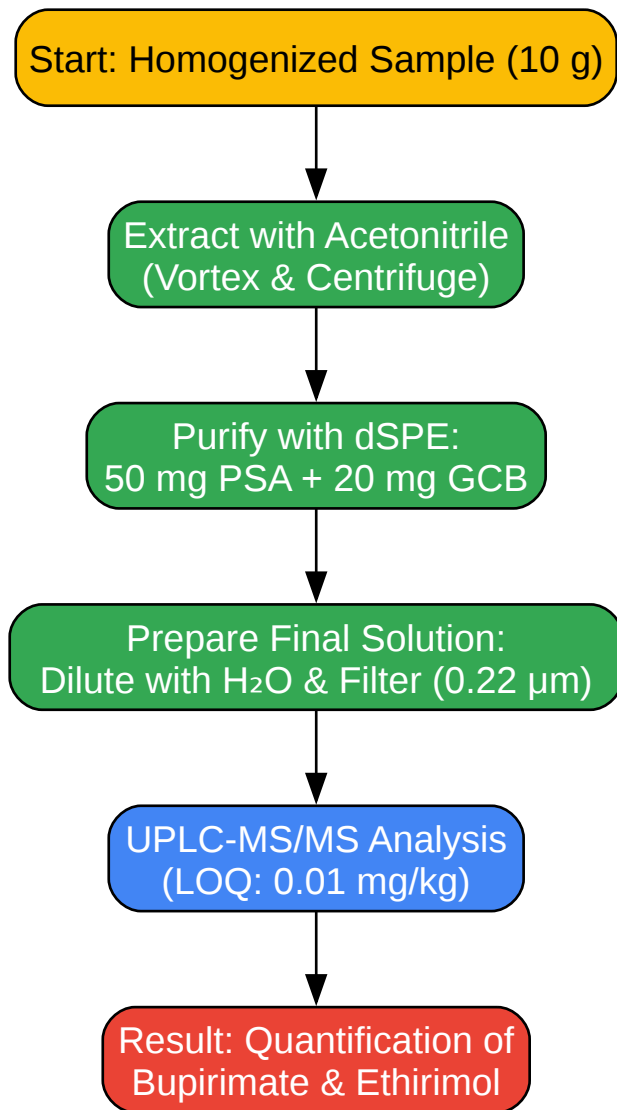 Start: Homogenized Sample (10 g)
Extract with Acetonitrile
(Vortex & Centrifuge)
Purify with dSPE:
50 mg PSA + 20 mg GCB
Prepare Final Solution:
Dilute with H₂O & Filter (0.22 μm)
UPLC-MS/MS Analysis
(LOQ: 0.01 mg/kg)
Result: Quantification of
Bupirimate & Ethirimol